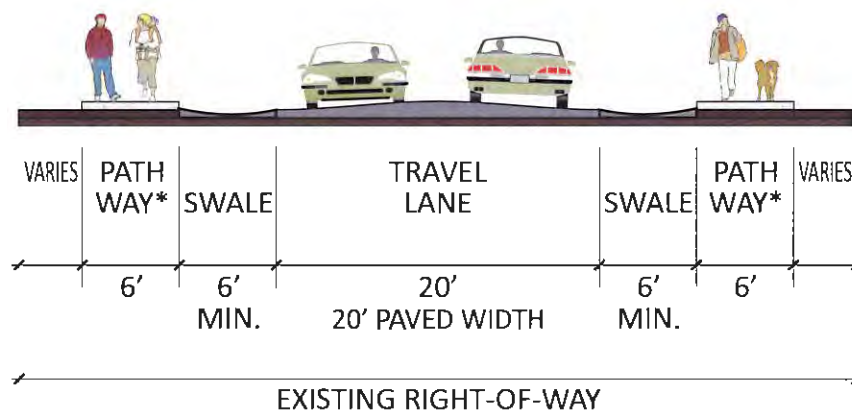 VARIES PATH WAY* SWALE TRAVEL LANE SWALE PATH WAY* VARIES
6' 6' MIN. 20' 6' MIN. 6'
20' PAVED WIDTH
EXISTING RIGHT-OF-WAY